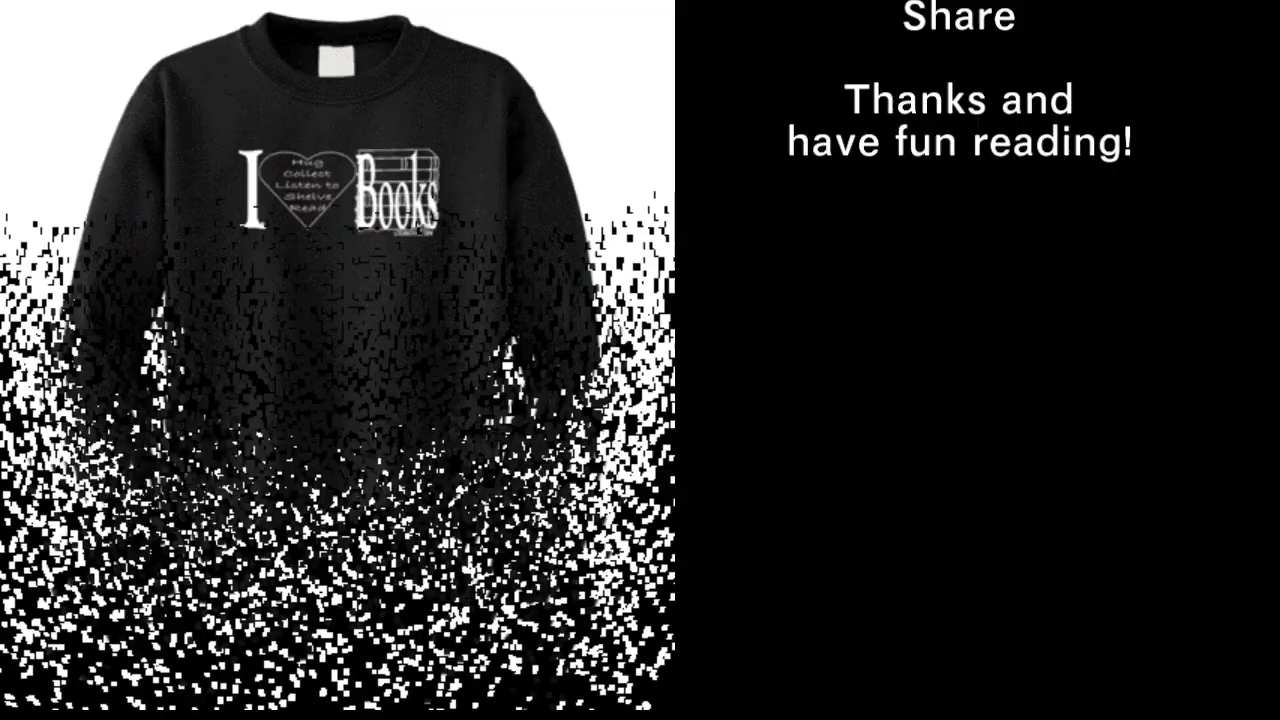 I
Hug
Collect
Listen to
Shelve
Read
Books
Share
Thanks and
have fun reading!